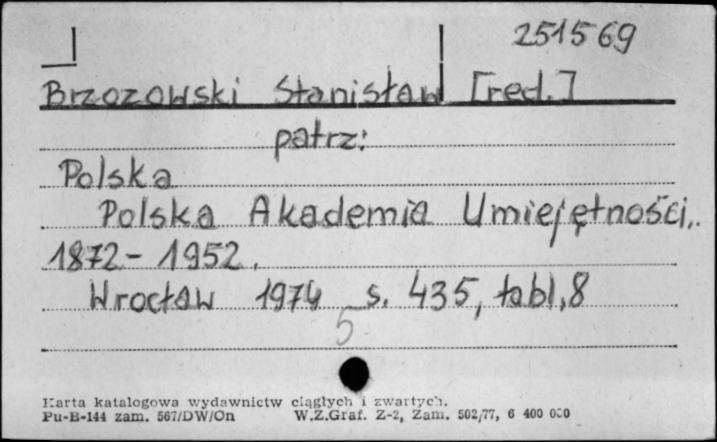 251569
Brzozowski Stanisław [red.]
patrz:
Polska
Polska Akademia Umiejętności.
1872-1952.
Wrocław 1974 s. 435, tabl. 8
5
Karta katalogowa wydawnictw ciągłych i zwartych.
Pu-B-144 zam. 567/DW/On W.Z.Graf. Z-2, Zam. 502/77, 6 400 000